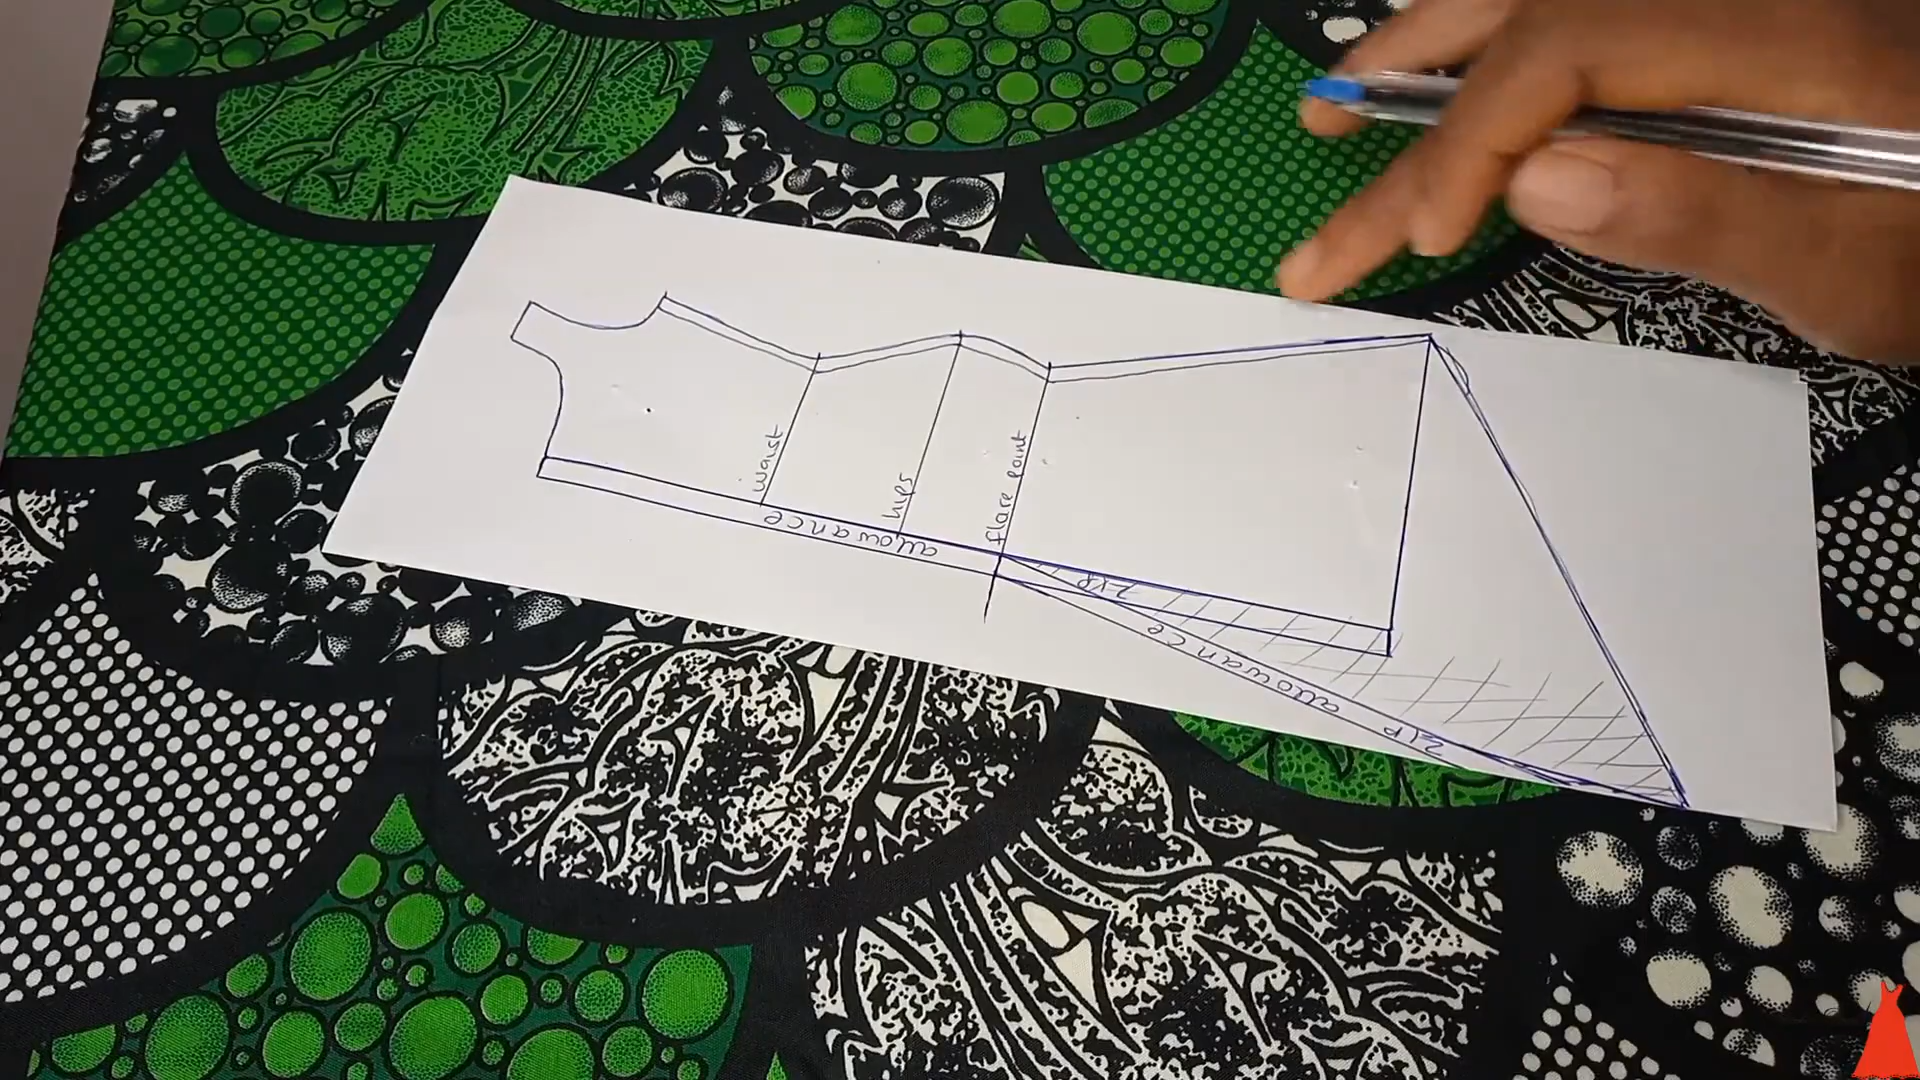 waist
hips
flare point
allowance
ZIP
ZIP allowance